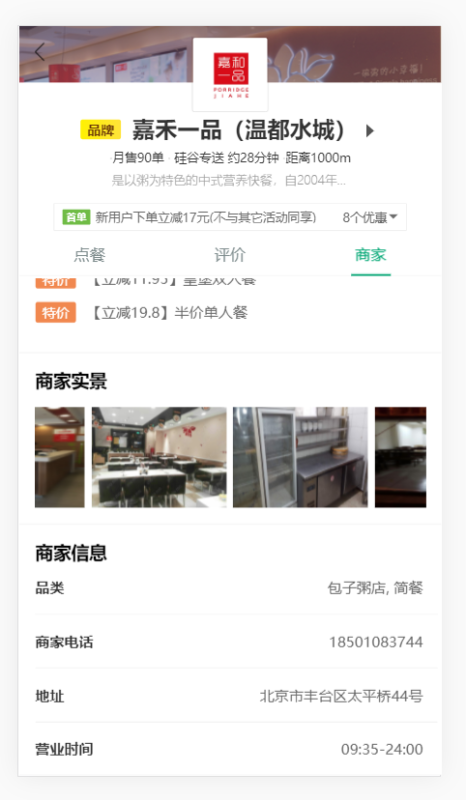 嘉和
一品
PORRIDGE
JIAHE
品牌 嘉禾一品（温都水城）
月售90单 硅谷专送 约28分钟 距离1000m
是以粥为特色的中式营养快餐，自2004年...
首单 新用户下单立减17元(不与其它活动同享) 8个优惠
点餐 评价 商家
特价 【立减11.95】皇堡双人餐
特价 【立减19.8】半价单人餐
商家实景
商家信息
品类 包子粥店, 简餐
商家电话 18501083744
地址 北京市丰台区太平桥44号
营业时间 09:35-24:00